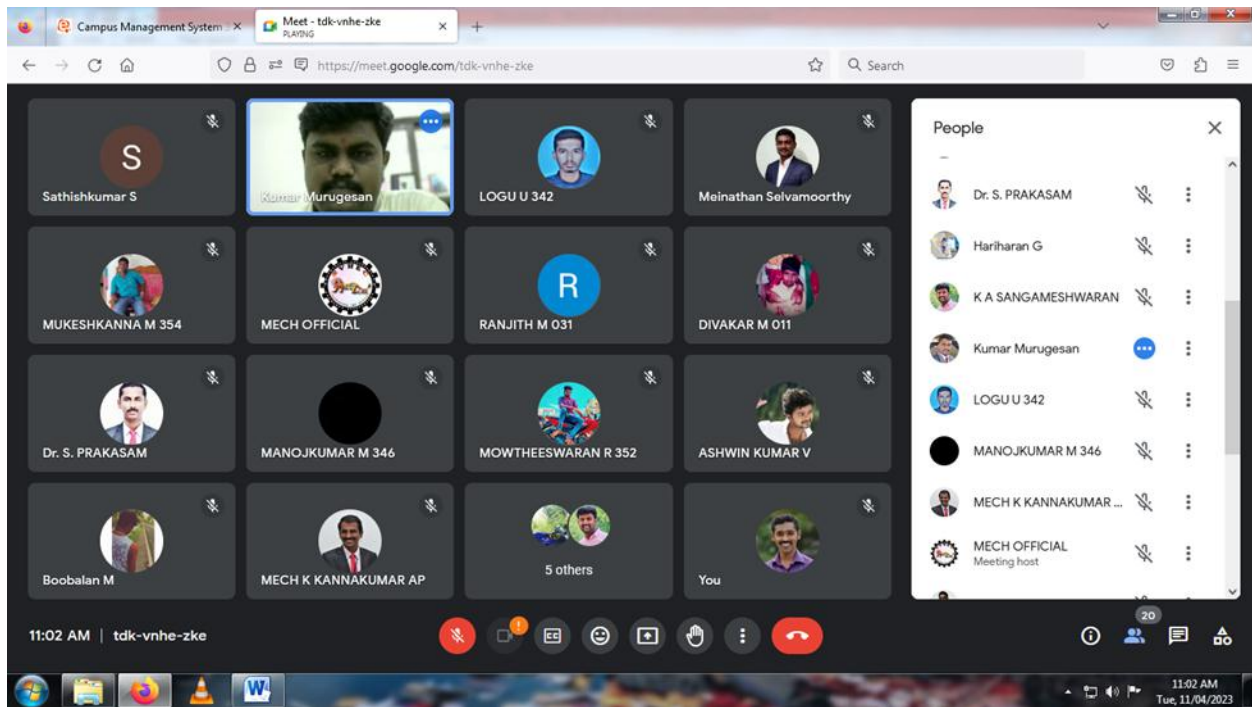 Campus Management System
Meet - tdk-vnhe-zke
PLAYING
https://meet.google.com/tdk-vnhe-zke
Search
S
Sathishkumar S
Kumar Murugesan
LOGU U 342
Meinathan Selvamoorthy
MUKESHKANNA M 354
MECH OFFICIAL
R
RANJITH M 031
DIVAKAR M 011
Dr. S. PRAKASAM
MANOJKUMAR M 346
MOWTHEESWARAN R 352
ASHWIN KUMAR V
Boobalan M
MECH K KANNAKUMAR AP
5 others
You
People
Dr. S. PRAKASAM
Hariharan G
K A SANGAMESHWARAN
Kumar Murugesan
LOGU U 342
MANOJKUMAR M 346
MECH K KANNAKUMAR ...
MECH OFFICIAL
Meeting host
11:02 AM | tdk-vnhe-zke
20
11:02 AM
Tue, 11/04/2023